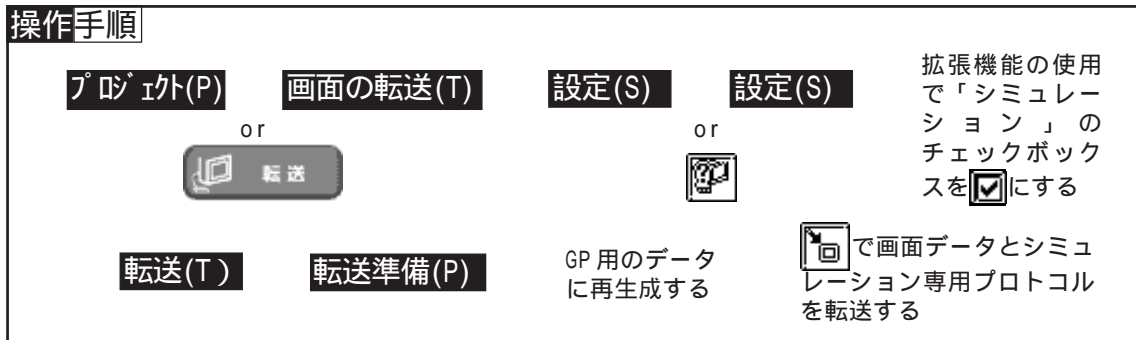 操作手順
ﾌﾟﾛｼﾞｪｸﾄ(P)
画面の転送(T)
or
転送
設定(S)
設定(S)
or
拡張機能の使用
で「シミュレー
ション」の
チェックボック
スを☑にする
転送(T)
転送準備(P)
GP用のデータ
に再生成する
で画面データとシミュ
レーション専用プロトコル
を転送する